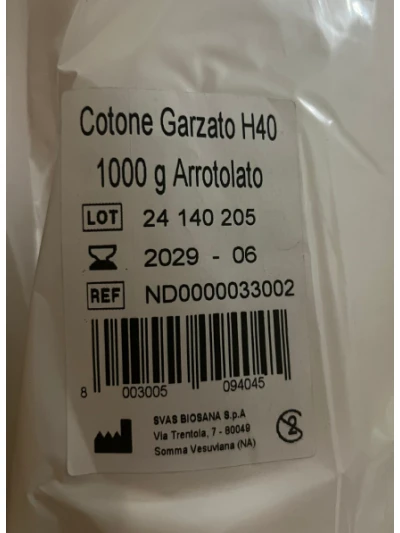 Cotone Garzato H40
1000 g Arrotolato
LOT 24 140 205
2029 - 06
REF ND0000033002
8 003005 094045
SVAS BIOSANA S.p.A
Via Trentola, 7 - 80049
Somma Vesuviana (NA)
2